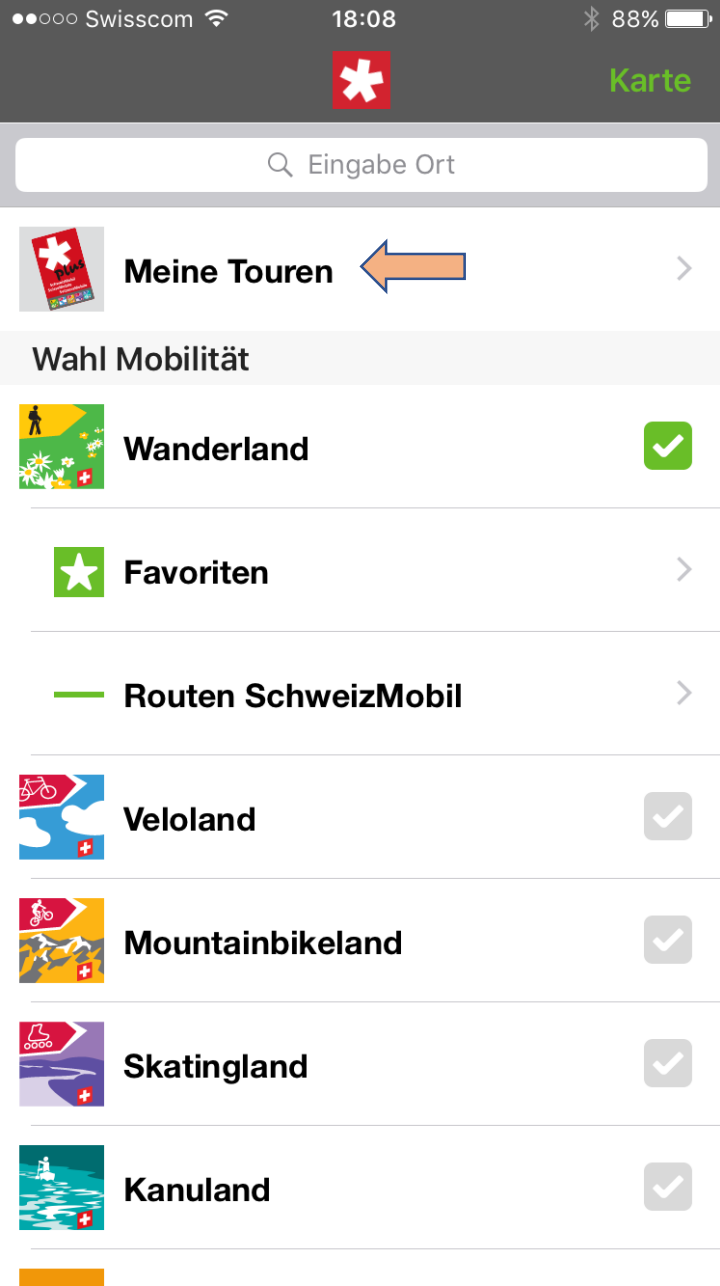 Swisscom 18:08 88%
Karte
Eingabe Ort
plus
Meine Touren
Wahl Mobilität
Wanderland
Favoriten
Routen SchweizMobil
Veloland
Mountainbikeland
Skatingland
Kanuland